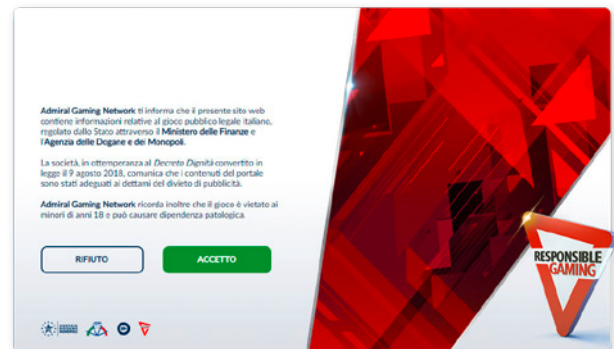 Admiral Gaming Network ti informa che il presente sito web
contiene informazioni relative al gioco pubblico legale italiano,
regolato dallo Stato attraverso il Ministero delle Finanze e
l'Agenzia delle Dogane e dei Monopoli.
La società, in ottemperanza al Decreto Dignità convertito in
legge il 9 agosto 2018, comunica che i contenuti del portale
sono stati adeguati ai dettami del divieto di pubblicità.
Admiral Gaming Network ricorda inoltre che il gioco è vietato ai
minori di anni 18 e può causare dipendenza patologica.
RIFIUTO
ACCETTO
RESPONSIBLE
GAMING